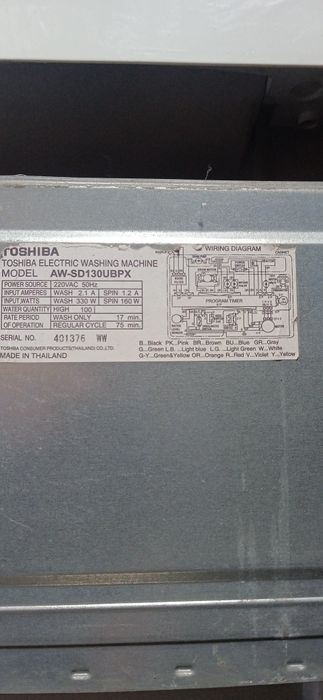 TOSHIBA
TOSHIBA ELECTRIC WASHING MACHINE
MODEL AW-SD130UBPX
POWER SOURCE 220VAC 50Hz
INPUT AMPERES WASH 2.1 A SPIN 1.2 A
INPUT WATTS WASH 330 W SPIN 160 W
WATER QUANTITY HIGH 100
RATE PERIOD WASH ONLY 17 min.
OF OPERATION REGULAR CYCLE 75 min.
SERIAL NO. 401376 WW
TOSHIBA CONSUMER PRODUCTS(THAILAND)CO.,LTD.
MADE IN THAILAND
WIRING DIAGRAM
CABINET
PROGRAM TIMER
B...Black PK...Pink BR...Brown BU...Blue GR...Gray
G...Green L.B....Light blue L.G....Light Green W...White
G-Y...Green&Yellow OR...Orange R...Red V...Violet Y...Yellow